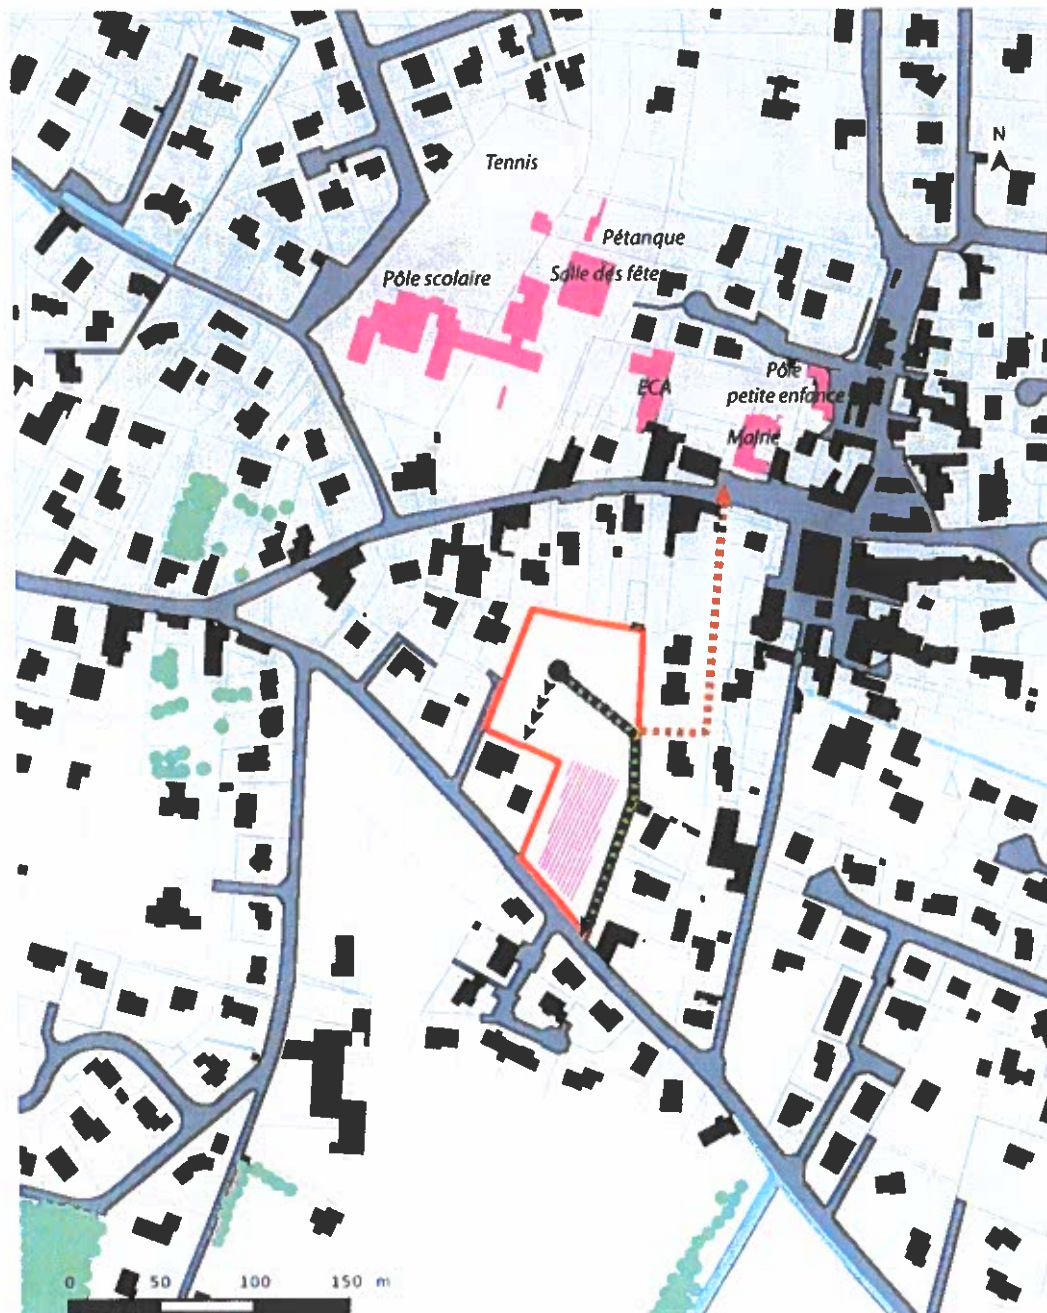 N
Tennis
Pétanque
Pôle scolaire
Salle des fêtes
ECA
Pôle
petite enfance
Mairie
0 50 100 150 m